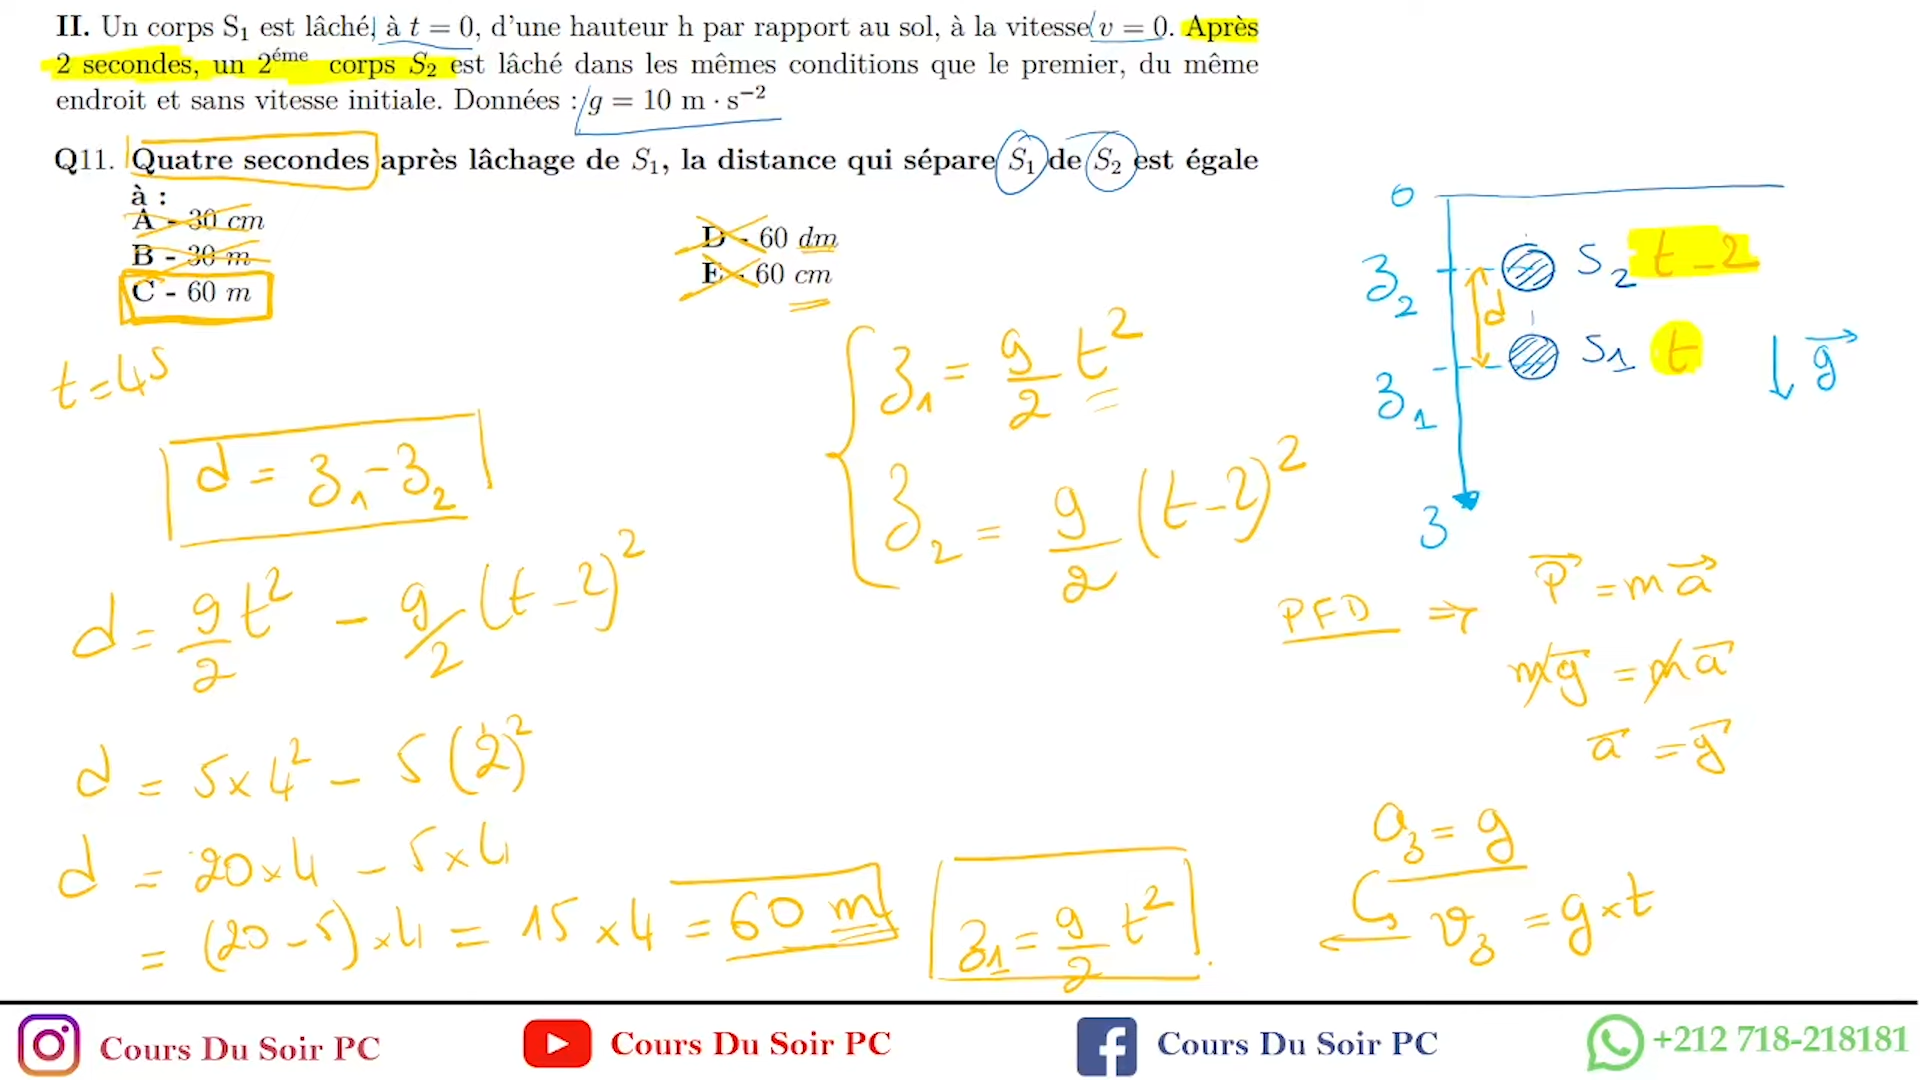 II. Un corps S₁ est lâché, à t = 0, d'une hauteur h par rapport au sol, à la vitesse v = 0. Après
2 secondes, un 2éme corps S₂ est lâché dans les mêmes conditions que le premier, du même
endroit et sans vitesse initiale. Données : g = 10 m · s⁻²
Q11. Quatre secondes après lâchage de S₁, la distance qui sépare S₁ de S₂ est égale
à :
A - 30 cm
B - 30 m
C - 60 m
D - 60 dm
E - 60 cm
t = 4s
d = z₁ - z₂
d = g/2 t² - g/2 (t - 2)²
d = 5 × 4² - 5 (2)²
d = 20 × 4 - 5 × 4
= (20 - 5) × 4 = 15 × 4 = 60 m
z₁ = g/2 t²
z₂ = g/2 (t - 2)²
z₁ = g/2 t²
0
z₂
d
S₂ t - 2
z₁
S₁ t
g⃗
z
PFD ⇒ P⃗ = m a⃗
m g⃗ = m a⃗
a⃗ = g⃗
a_z = g
v_z = g × t
Cours Du Soir PC
Cours Du Soir PC
Cours Du Soir PC
+212 718-218181